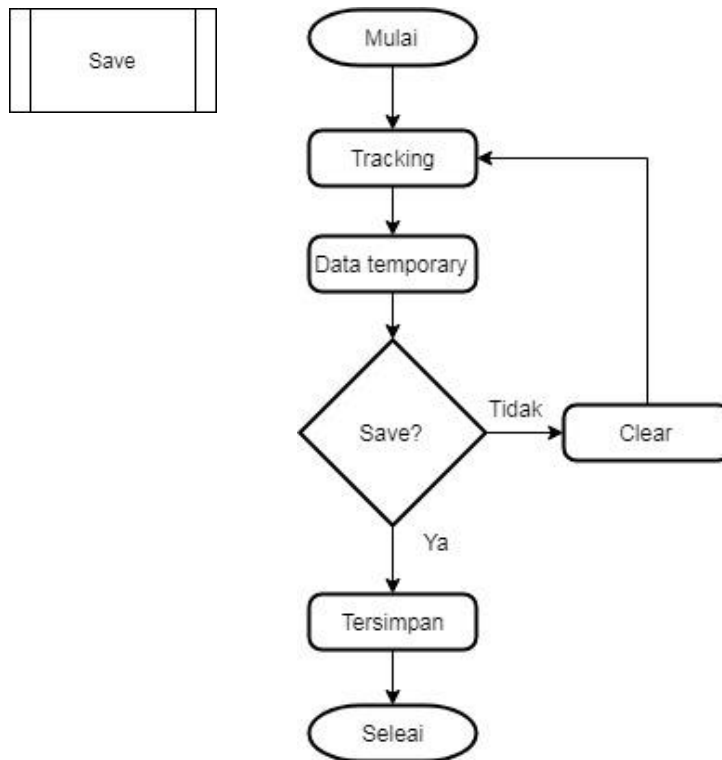 Save
Mulai
Tracking
Data temporary
Save?
Tidak
Clear
Ya
Tersimpan
Seleai